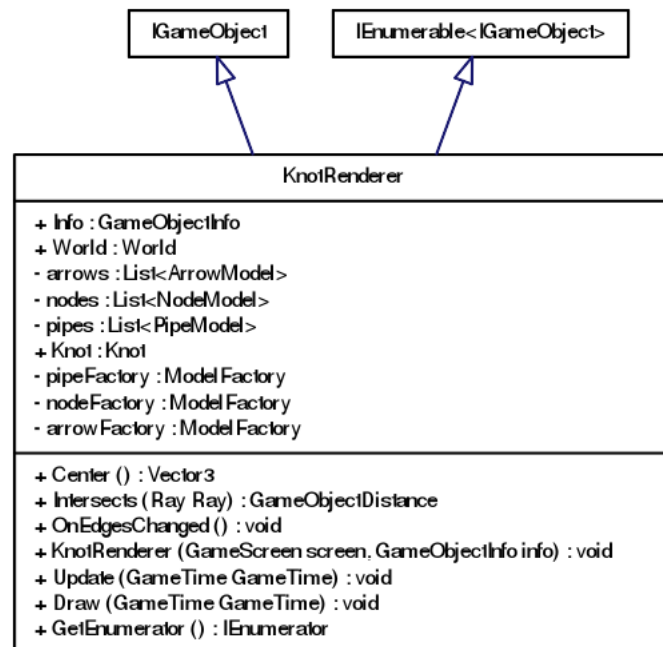 IGameObject
IEnumerable<IGameObject>
KnotRenderer
+ Info : GameObjectInfo
+ World : World
- arrows : List<ArrowModel>
- nodes : List<NodeModel>
- pipes : List<PipeModel>
+ Knot : Knot
- pipeFactory : ModelFactory
- nodeFactory : ModelFactory
- arrowFactory : ModelFactory
+ Center () : Vector3
+ Intersects (Ray Ray) : GameObjectDistance
+ OnEdgesChanged () : void
+ KnotRenderer (GameScreen screen, GameObjectInfo info) : void
+ Update (GameTime GameTime) : void
+ Draw (GameTime GameTime) : void
+ GetEnumerator () : IEnumerator